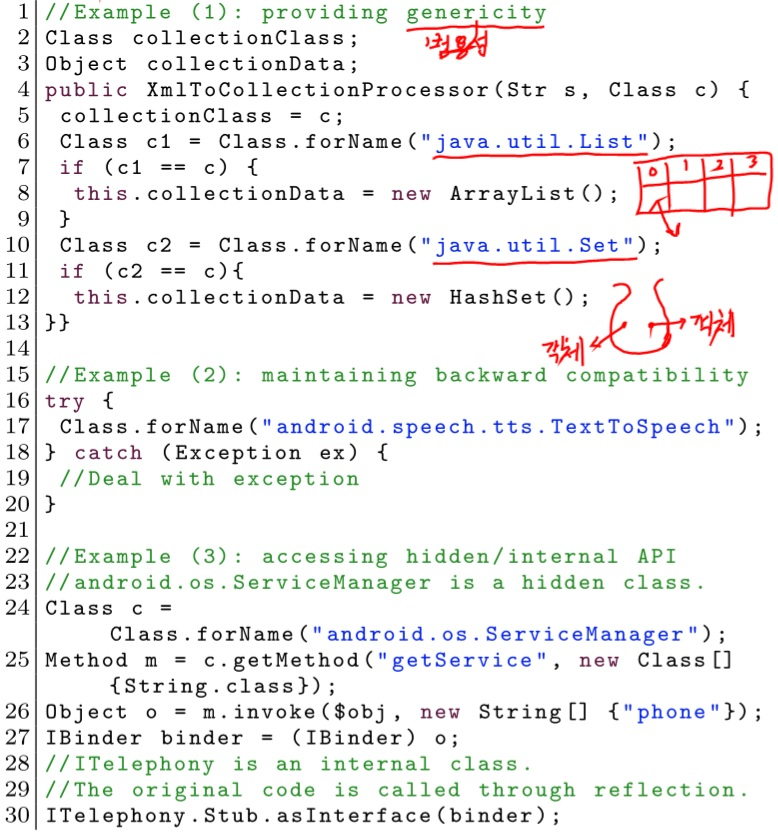 1 //Example (1): providing genericity
2 Class collectionClass;
범용성
3 Object collectionData;
4 public XmlToCollectionProcessor(Str s, Class c) {
5 collectionClass = c;
6 Class c1 = Class.forName("java.util.List");
7 if (c1 == c) {
0 1 2 3
8 this.collectionData = new ArrayList();
9 }
10 Class c2 = Class.forName("java.util.Set");
11 if (c2 == c){
12 this.collectionData = new HashSet();
13 }}
객체 객체
14
15 //Example (2): maintaining backward compatibility
16 try {
17 Class.forName("android.speech.tts.TextToSpeech");
18 } catch (Exception ex) {
19 //Deal with exception
20 }
21
22 //Example (3): accessing hidden/internal API
23 //android.os.ServiceManager is a hidden class.
24 Class c =
Class.forName("android.os.ServiceManager");
25 Method m = c.getMethod("getService", new Class[]
{String.class});
26 Object o = m.invoke($obj, new String[] {"phone"});
27 IBinder binder = (IBinder) o;
28 //ITelephony is an internal class.
29 //The original code is called through reflection.
30 ITelephony.Stub.asInterface(binder);